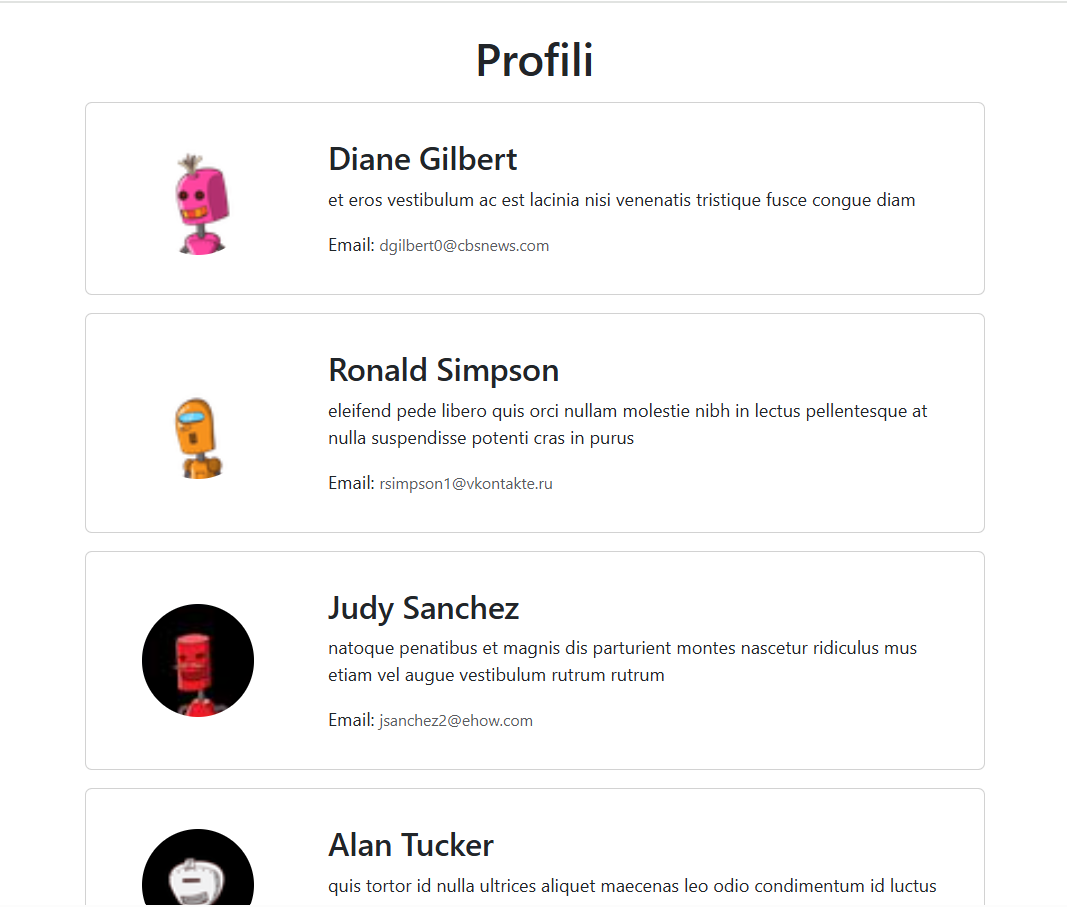 Profili
Diane Gilbert
et eros vestibulum ac est lacinia nisi venenatis tristique fusce congue diam
Email: dgilbert0@cbsnews.com
Ronald Simpson
eleifend pede libero quis orci nullam molestie nibh in lectus pellentesque at
nulla suspendisse potenti cras in purus
Email: rsimpson1@vkontakte.ru
Judy Sanchez
natoque penatibus et magnis dis parturient montes nascetur ridiculus mus
etiam vel augue vestibulum rutrum rutrum
Email: jsanchez2@ehow.com
Alan Tucker
quis tortor id nulla ultrices aliquet maecenas leo odio condimentum id luctus